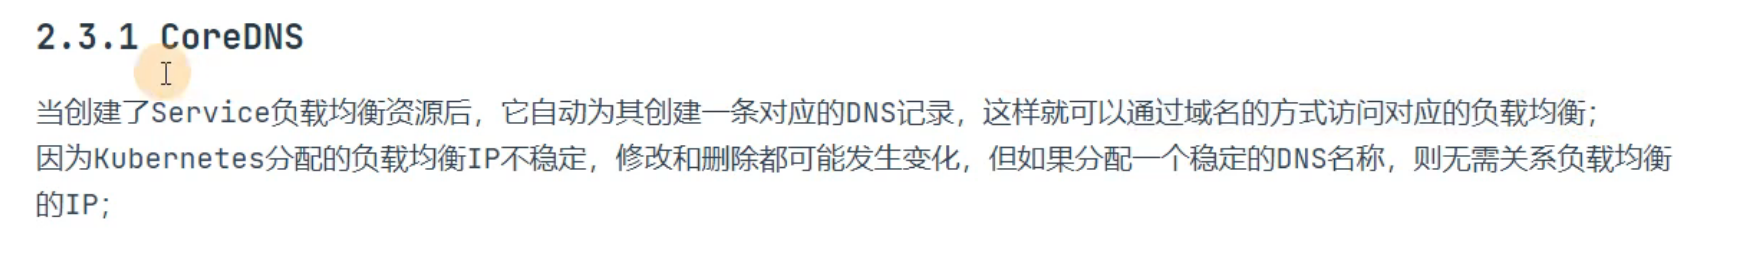 2.3.1 CoreDNS
当创建了Service负载均衡资源后，它自动为其创建一条对应的DNS记录，这样就可以通过域名的方式访问对应的负载均衡；
因为Kubernetes分配的负载均衡IP不稳定，修改和删除都可能发生变化，但如果分配一个稳定的DNS名称，则无需关系负载均衡
的IP；